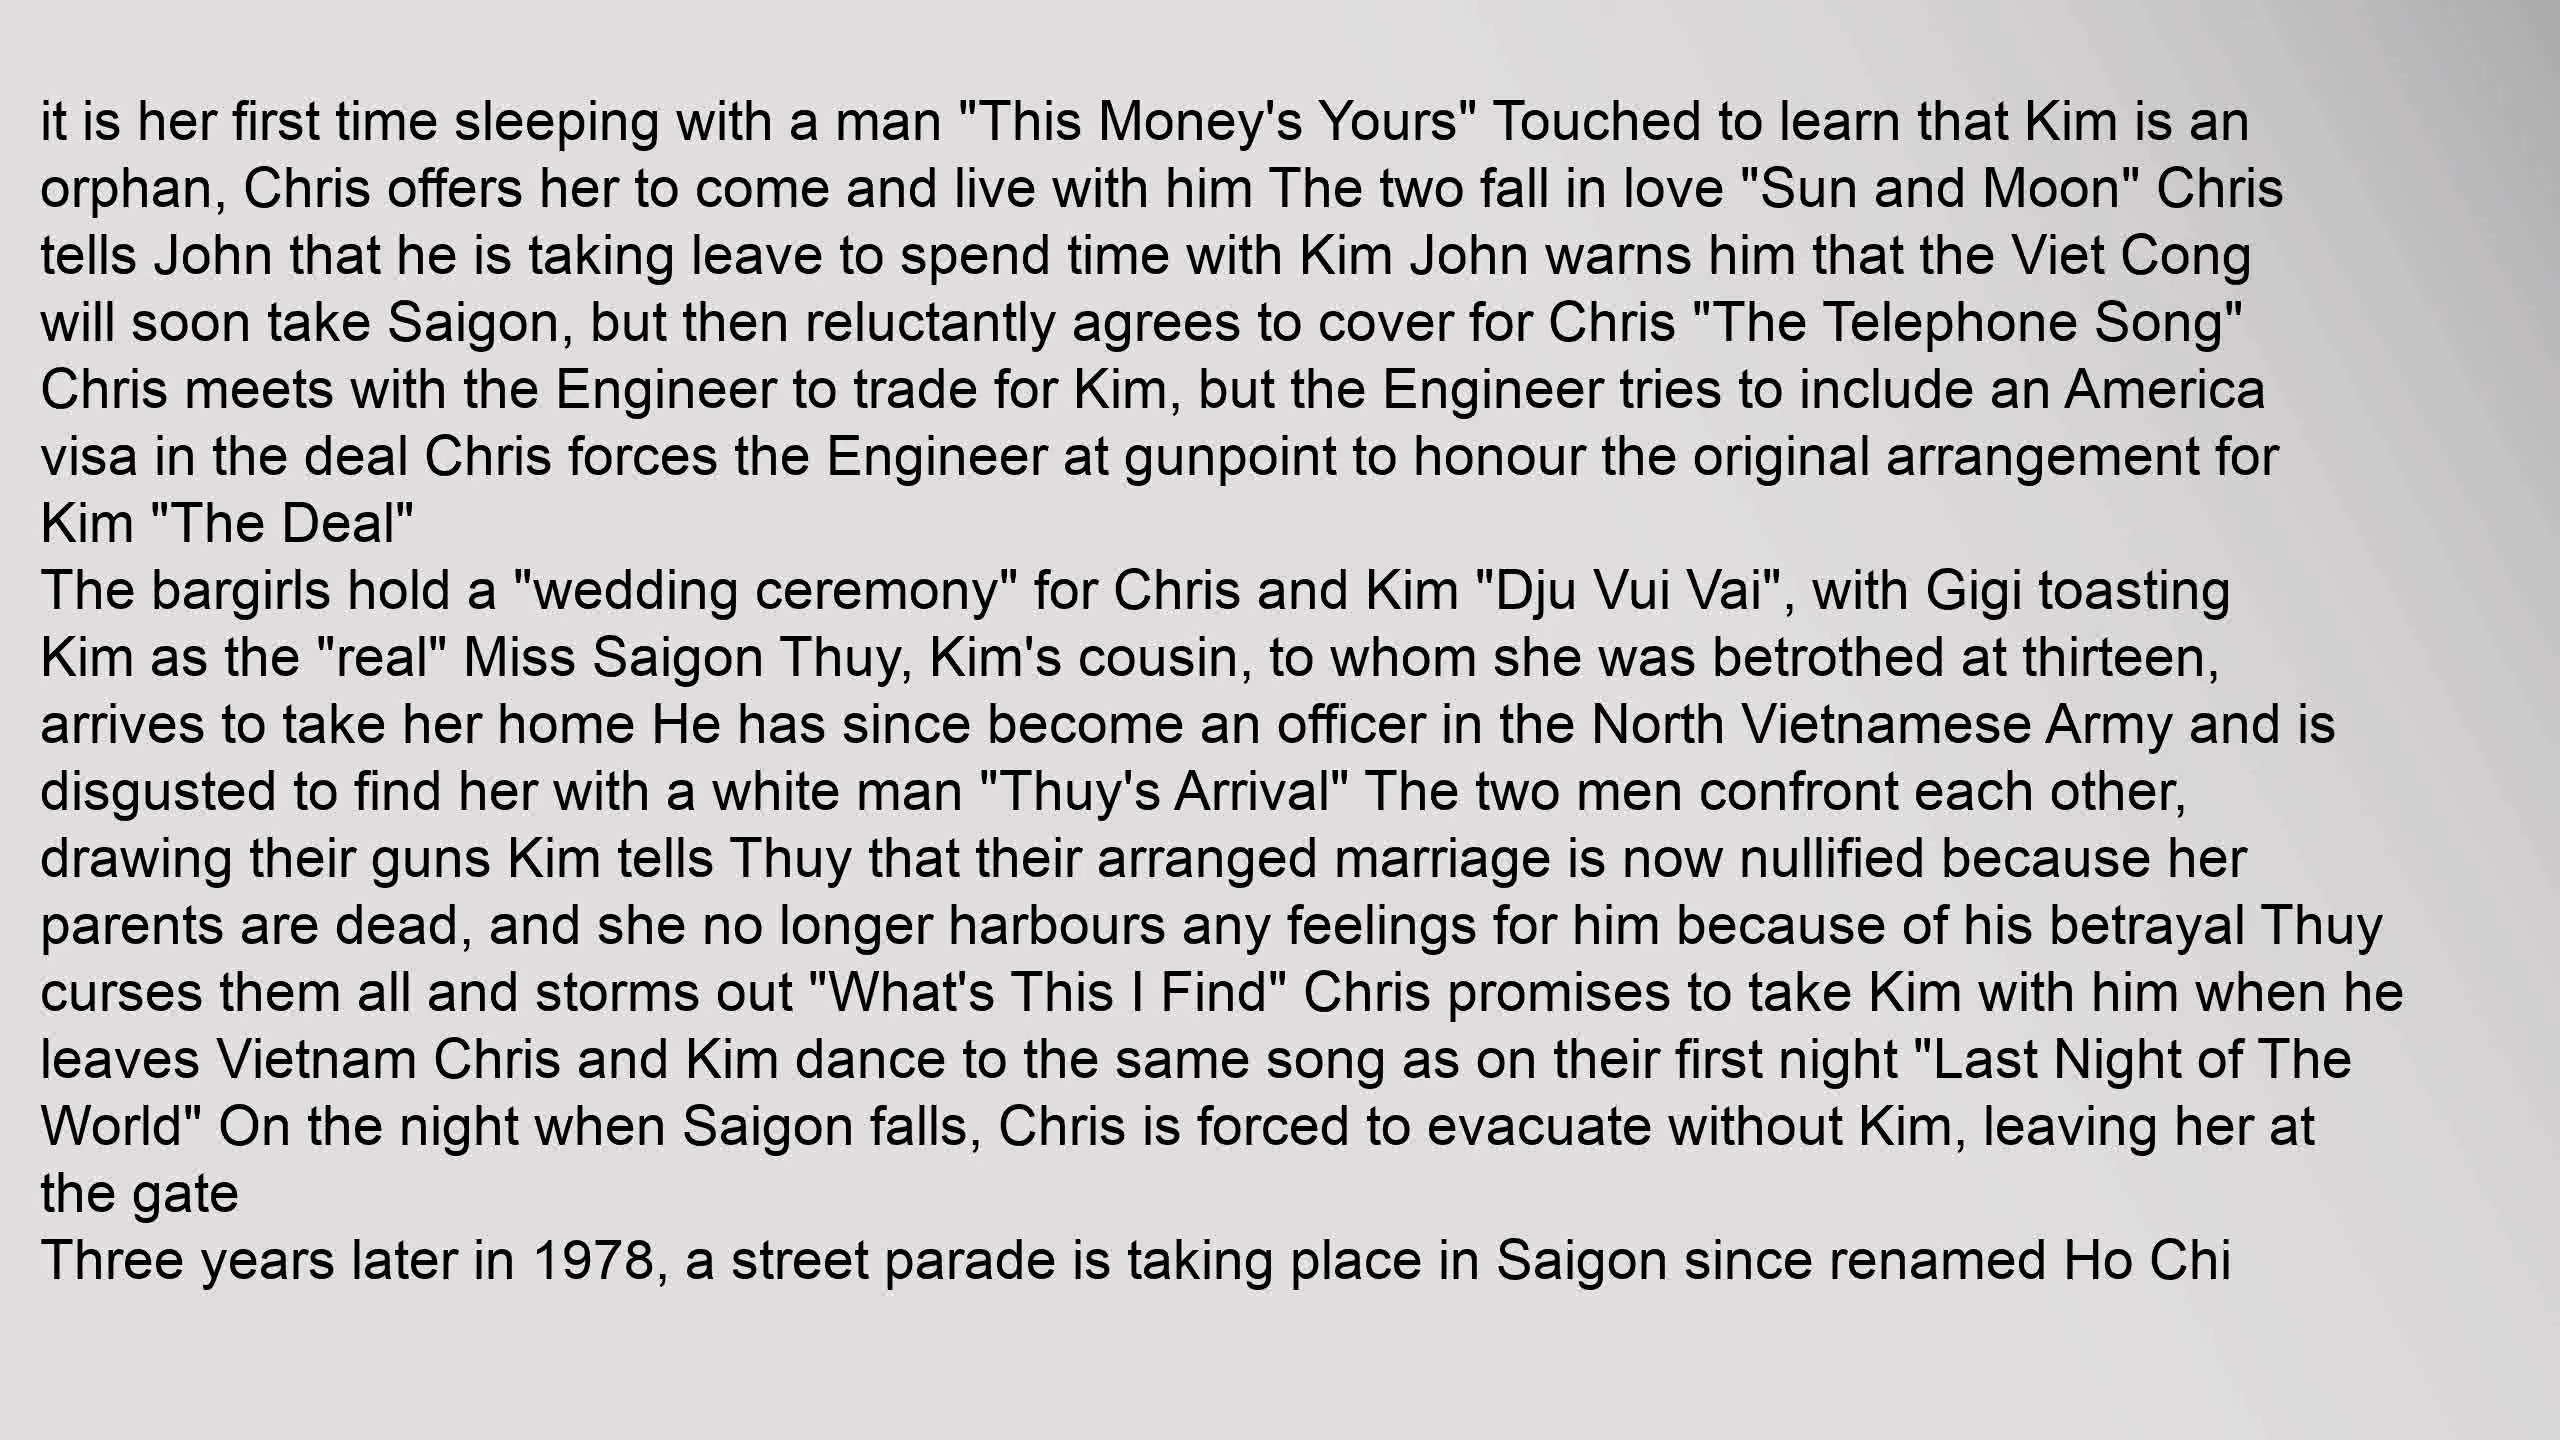 it is her first time sleeping with a man "This Money's Yours" Touched to learn that Kim is an
orphan, Chris offers her to come and live with him The two fall in love "Sun and Moon" Chris
tells John that he is taking leave to spend time with Kim John warns him that the Viet Cong
will soon take Saigon, but then reluctantly agrees to cover for Chris "The Telephone Song"
Chris meets with the Engineer to trade for Kim, but the Engineer tries to include an America
visa in the deal Chris forces the Engineer at gunpoint to honour the original arrangement for
Kim "The Deal"
The bargirls hold a "wedding ceremony" for Chris and Kim "Dju Vui Vai", with Gigi toasting
Kim as the "real" Miss Saigon Thuy, Kim's cousin, to whom she was betrothed at thirteen,
arrives to take her home He has since become an officer in the North Vietnamese Army and is
disgusted to find her with a white man "Thuy's Arrival" The two men confront each other,
drawing their guns Kim tells Thuy that their arranged marriage is now nullified because her
parents are dead, and she no longer harbours any feelings for him because of his betrayal Thuy
curses them all and storms out "What's This I Find" Chris promises to take Kim with him when he
leaves Vietnam Chris and Kim dance to the same song as on their first night "Last Night of The
World" On the night when Saigon falls, Chris is forced to evacuate without Kim, leaving her at
the gate
Three years later in 1978, a street parade is taking place in Saigon since renamed Ho Chi